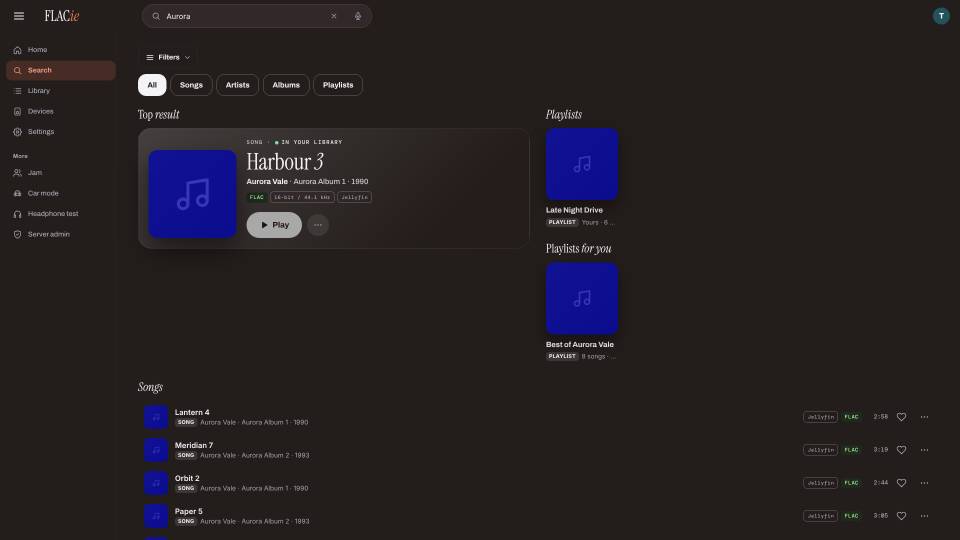 FLACie
Aurora
T
Home
Search
Library
Devices
Settings
More
Jam
Car mode
Headphone test
Server admin
Filters
All
Songs
Artists
Albums
Playlists
Top result
SONG · IN YOUR LIBRARY
Harbour 3
Aurora Vale · Aurora Album 1 · 1990
FLAC 16-bit / 44.1 kHz Jellyfin
Play
Playlists
Late Night Drive
PLAYLIST Yours · 6 ...
Playlists for you
Best of Aurora Vale
PLAYLIST 8 songs · ...
Songs
Lantern 4
SONG Aurora Vale · Aurora Album 1 · 1990
Jellyfin FLAC 2:58
Meridian 7
SONG Aurora Vale · Aurora Album 2 · 1993
Jellyfin FLAC 3:19
Orbit 2
SONG Aurora Vale · Aurora Album 1 · 1990
Jellyfin FLAC 2:44
Paper 5
SONG Aurora Vale · Aurora Album 2 · 1993
Jellyfin FLAC 3:05